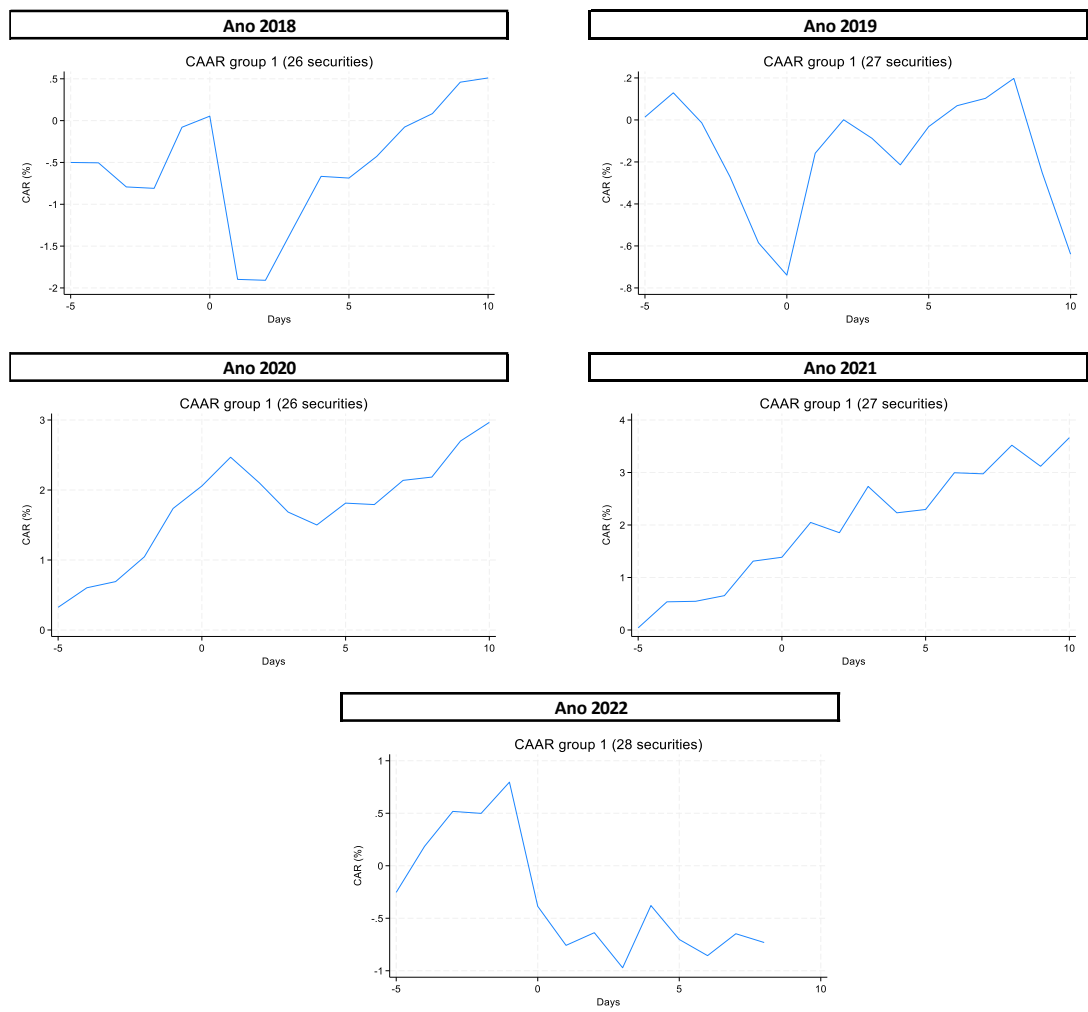 Ano 2018
CAAR group 1 (26 securities)
CAR (%)
.5
0
-.5
-1
-1.5
-2
-5 0 5 10
Days
Ano 2019
CAAR group 1 (27 securities)
CAR (%)
.2
0
-.2
-.4
-.6
-.8
-5 0 5 10
Days
Ano 2020
CAAR group 1 (26 securities)
CAR (%)
3
2
1
0
-5 0 5 10
Days
Ano 2021
CAAR group 1 (27 securities)
CAR (%)
4
3
2
1
0
-5 0 5 10
Days
Ano 2022
CAAR group 1 (28 securities)
CAR (%)
1
.5
0
-.5
-1
-5 0 5 10
Days